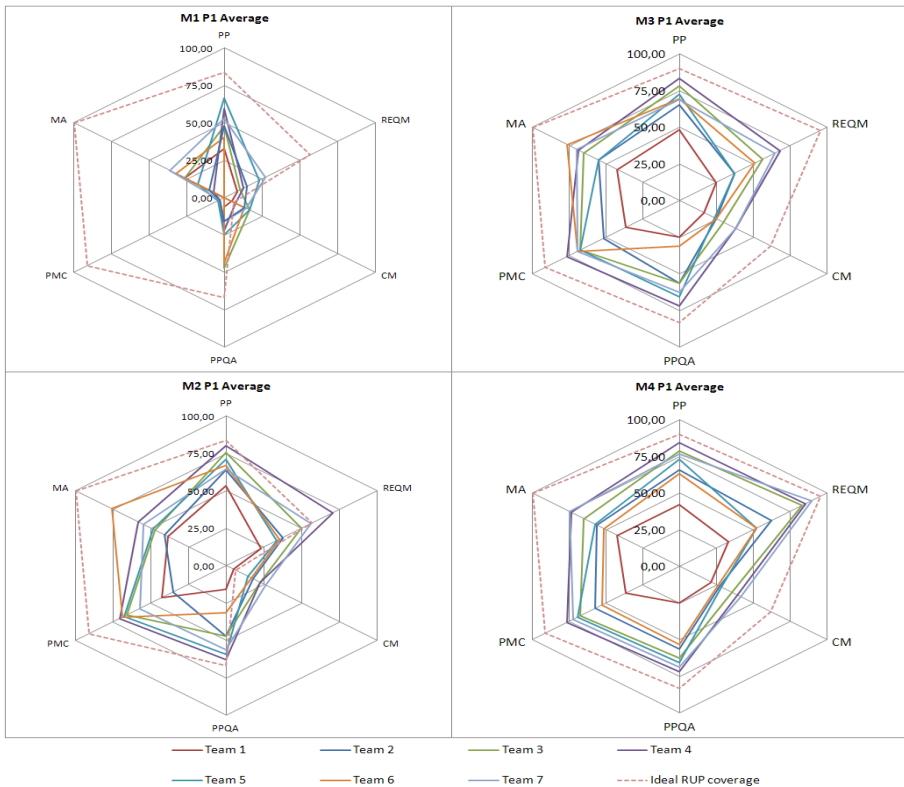 M1 P1 Average
PP
100,00
75,00
50,00
25,00
0,00
REQM
CM
PPQA
PMC
MA
M3 P1 Average
PP
100,00
75,00
50,00
25,00
0,00
REQM
CM
PPQA
PMC
MA
M2 P1 Average
PP
100,00
75,00
50,00
25,00
0,00
REQM
CM
PPQA
PMC
MA
M4 P1 Average
PP
100,00
75,00
50,00
25,00
0,00
REQM
CM
PPQA
PMC
MA
Team 1 Team 2 Team 3 Team 4
Team 5 Team 6 Team 7 Ideal RUP coverage